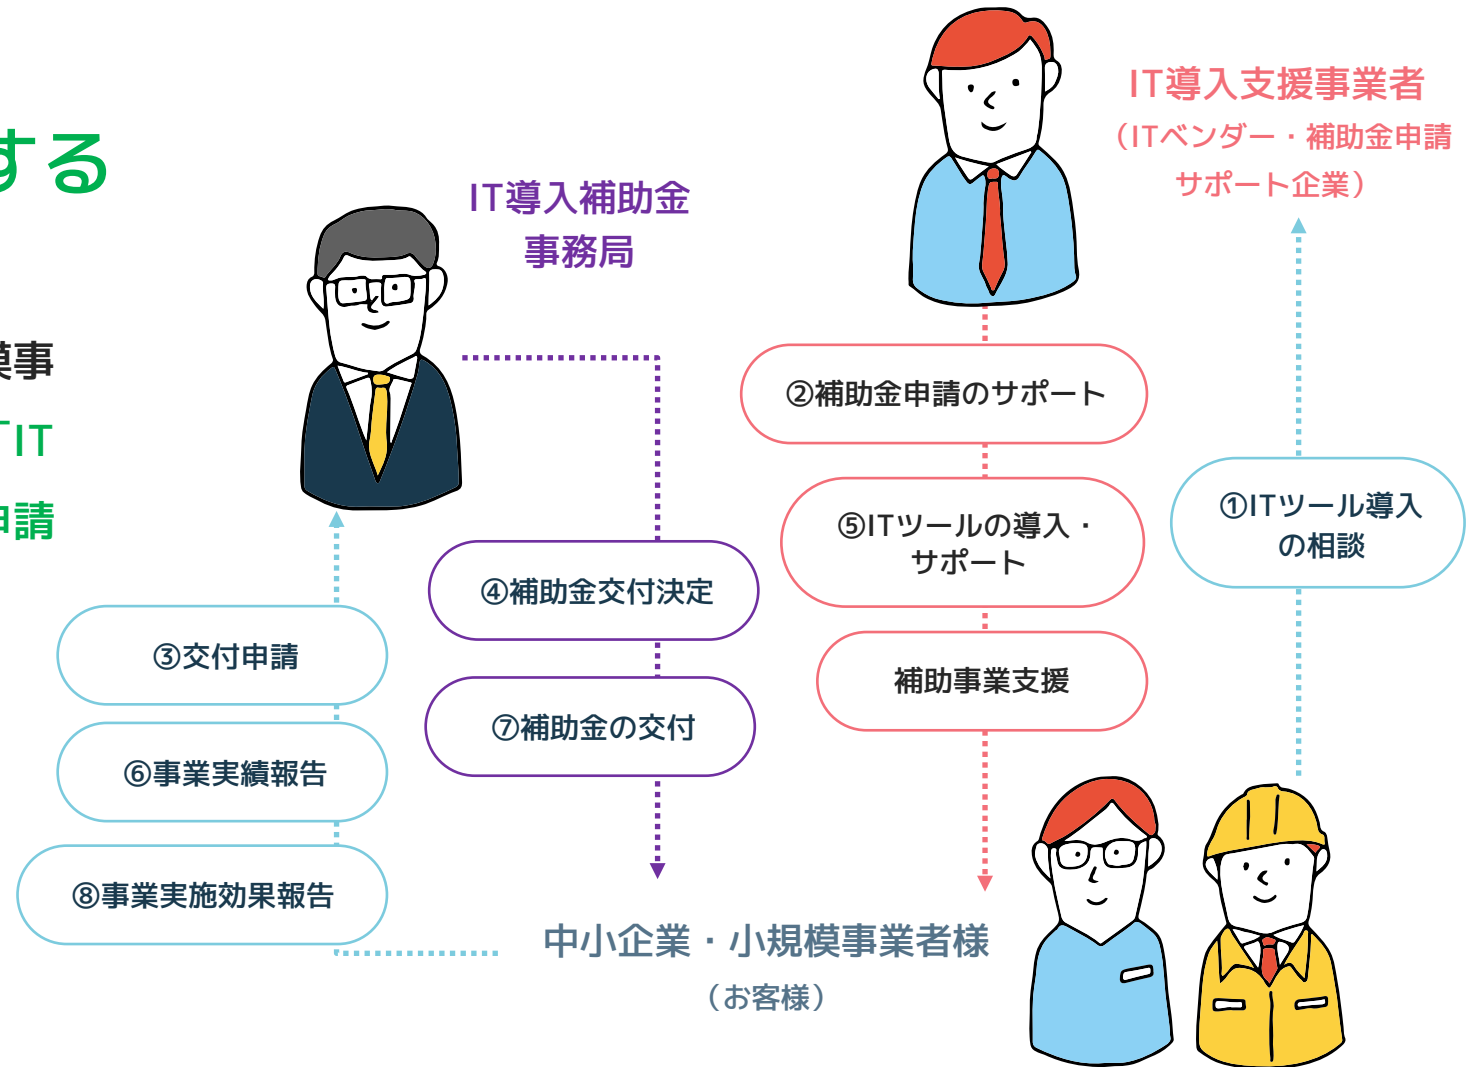 する
模事
「IT
申請
IT導入補助金
事務局
IT導入支援事業者
（ITベンダー・補助金申請
サポート企業）
②補助金申請のサポート
⑤ITツールの導入・
サポート
補助事業支援
①ITツール導入
の相談
④補助金交付決定
⑦補助金の交付
③交付申請
⑥事業実績報告
⑧事業実施効果報告
中小企業・小規模事業者様
（お客様）